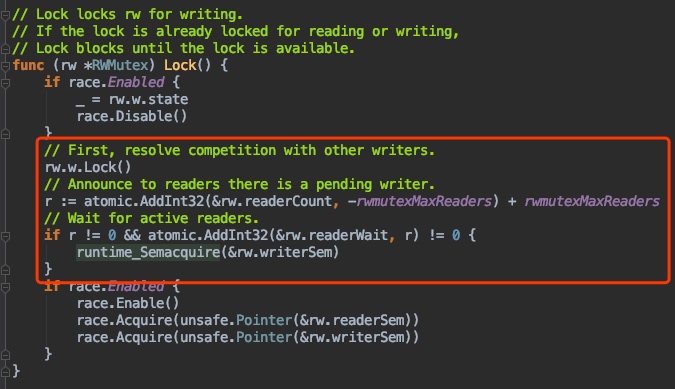 // Lock locks rw for writing.
// If the lock is already locked for reading or writing,
// Lock blocks until the lock is available.
func (rw *RWMutex) Lock() {
    if race.Enabled {
        _ = rw.w.state
        race.Disable()
    }
    // First, resolve competition with other writers.
    rw.w.Lock()
    // Announce to readers there is a pending writer.
    r := atomic.AddInt32(&rw.readerCount, -rwmutexMaxReaders) + rwmutexMaxReaders
    // Wait for active readers.
    if r != 0 && atomic.AddInt32(&rw.readerWait, r) != 0 {
        runtime_Semacquire(&rw.writerSem)
    }
    if race.Enabled {
        race.Enable()
        race.Acquire(unsafe.Pointer(&rw.readerSem))
        race.Acquire(unsafe.Pointer(&rw.writerSem))
    }
}